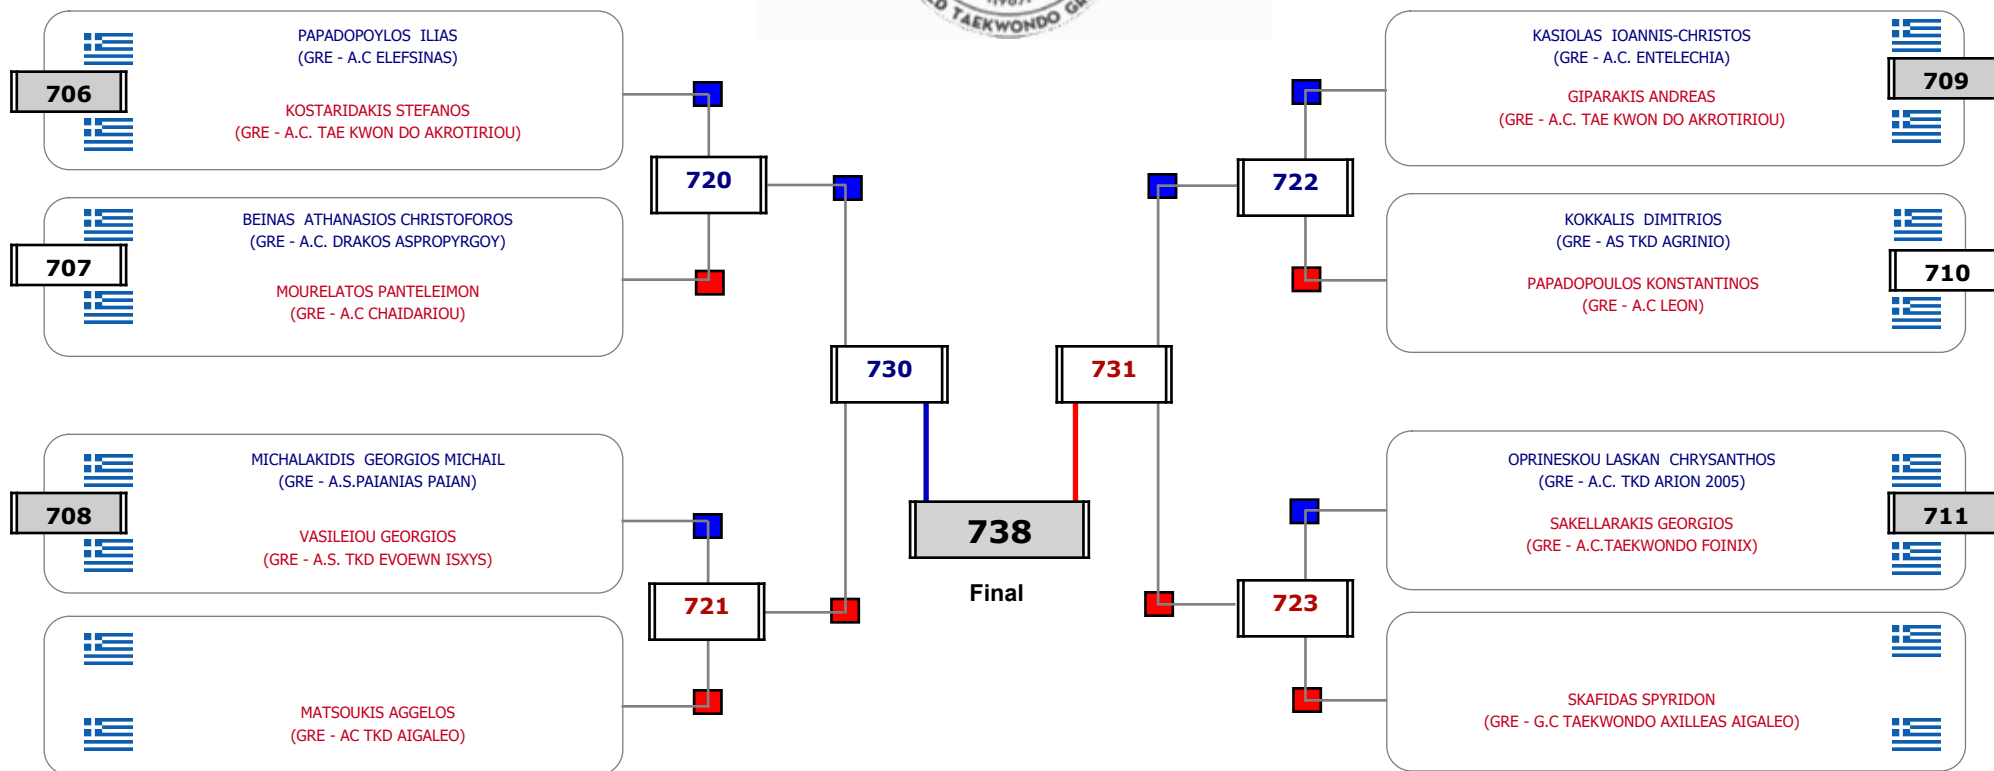 (1987)
D TAEKWONDO GR
PAPADOPOYLOS ILIAS
(GRE - A.C ELEFSINAS)
706
KOSTARIDAKIS STEFANOS
(GRE - A.C. TAE KWON DO AKROTIRIOU)
BEINAS ATHANASIOS CHRISTOFOROS
(GRE - A.C. DRAKOS ASPROPYRGOY)
707
MOURELATOS PANTELEIMON
(GRE - A.C CHAIDARIOU)
720
730
MICHALAKIDIS GEORGIOS MICHAIL
(GRE - A.S.PAIANIAS PAIAN)
708
VASILEIOU GEORGIOS
(GRE - A.S. TKD EVOEWN ISXYS)
721
MATSOUKIS AGGELOS
(GRE - AC TKD AIGALEO)
738
Final
KASIOLAS IOANNIS-CHRISTOS
(GRE - A.C. ENTELECHIA)
709
GIPARAKIS ANDREAS
(GRE - A.C. TAE KWON DO AKROTIRIOU)
722
KOKKALIS DIMITRIOS
(GRE - AS TKD AGRINIO)
710
PAPADOPOULOS KONSTANTINOS
(GRE - A.C LEON)
731
OPRINESKOU LASKAN CHRYSANTHOS
(GRE - A.C. TKD ARION 2005)
711
SAKELLARAKIS GEORGIOS
(GRE - A.C.TAEKWONDO FOINIX)
723
SKAFIDAS SPYRIDON
(GRE - G.C TAEKWONDO AXILLEAS AIGALEO)